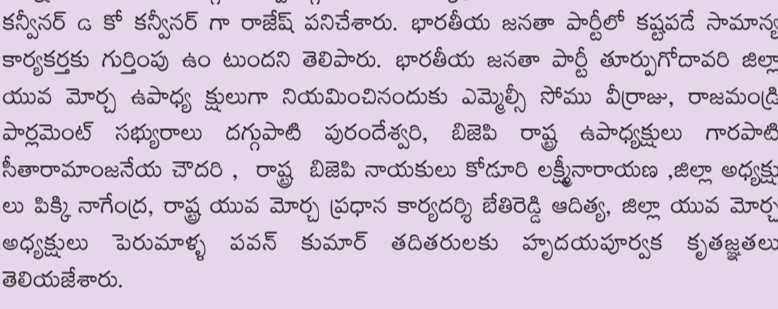 కన్వీనర్ G కో కన్వీనర్ గా రాజేష్ పనిచేశారు. భారతీయ జనతా పార్టీలో కష్టపడే సామాన్య
కార్యకర్తకు గుర్తింపు ఉం టుందని తెలిపారు. భారతీయ జనతా పార్టీ తూర్పుగోదావరి జిల్లా
యువ మోర్చ ఉపాధ్య క్షులుగా నియమించినందుకు ఎమ్మెల్సీ సోము వీర్రాజు, రాజమండ్రి
పార్లమెంట్ సభ్యురాలు దగ్గుపాటి పురందేశ్వరి, బిజెపి రాష్ట్ర ఉపాధ్యక్షులు గారపాటి
సీతారామాంజనేయ చౌదరి , రాష్ట్ర బిజెపి నాయకులు కోడూరి లక్ష్మీనారాయణ ,జిల్లా అధ్యక్షు
లు పిక్కి నాగేంద్ర, రాష్ట్ర యువ మోర్చ ప్రధాన కార్యదర్శి బేతిరెడ్డి ఆదిత్య, జిల్లా యువ మోర్చ
అధ్యక్షులు పెరుమాళ్ళ పవన్ కుమార్ తదితరులకు హృదయపూర్వక కృతజ్ఞతలు
తెలియజేశారు.